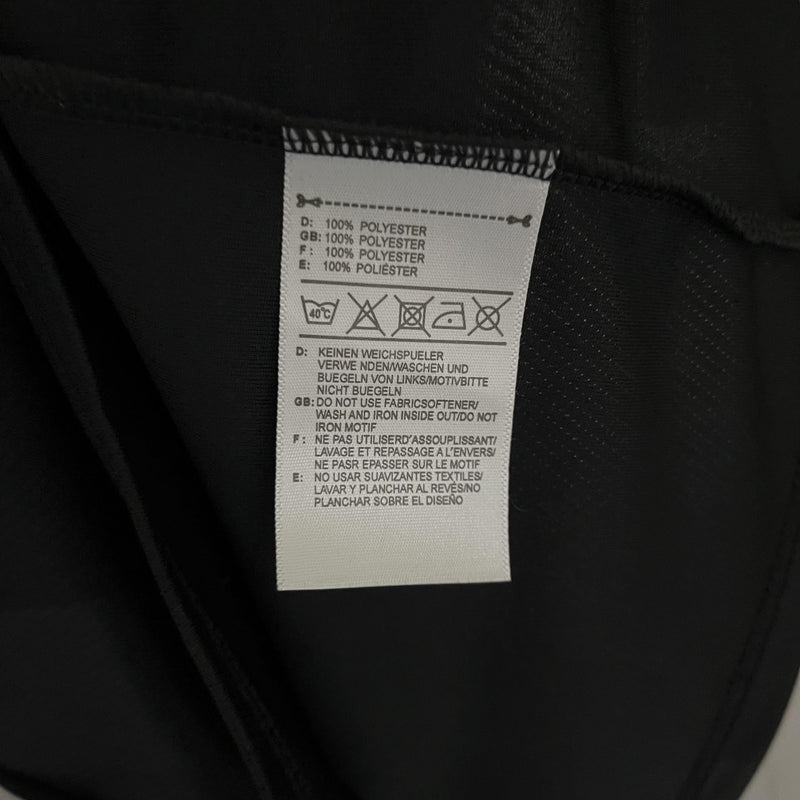 D: 100% POLYESTER
GB: 100% POLYESTER
F: 100% POLYESTER
E: 100% POLIÉSTER
40°C
D: KEINEN WEICHSPUELER
VERWE NDEN/WASCHEN UND
BUEGELN VON LINKS/MOTIVBITTE
NICHT BUEGELN
GB: DO NOT USE FABRICSOFTENER/
WASH AND IRON INSIDE OUT/DO NOT
IRON MOTIF
F: NE PAS UTILISERD'ASSOUPLISSANT/
LAVAGE ET REPASSAGE A L'ENVERS/
NE PASR EPASSER SUR LE MOTIF
E: NO USAR SUAVIZANTES TEXTILES/
LAVAR Y PLANCHAR AL REVÉS/NO
PLANCHAR SOBRE EL DISEÑO